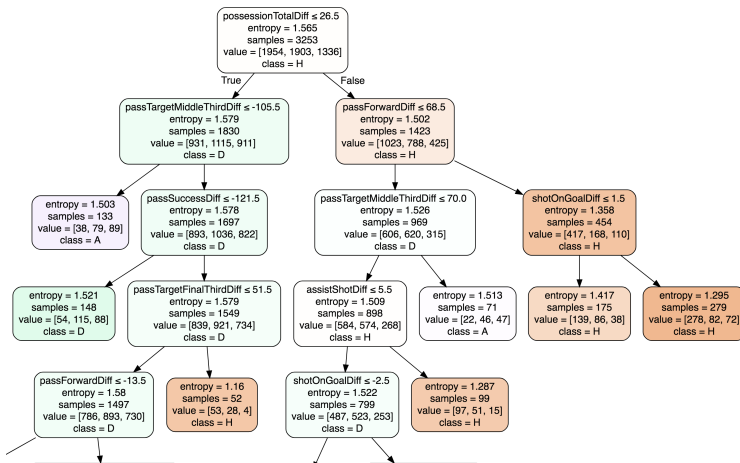 possessionTotalDiff ≤ 26.5
entropy = 1.565
samples = 3253
value = [1954, 1903, 1336]
class = H
True
False
passTargetMiddleThirdDiff ≤ -105.5
entropy = 1.579
samples = 1830
value = [931, 1115, 911]
class = D
passForwardDiff ≤ 68.5
entropy = 1.502
samples = 1423
value = [1023, 788, 425]
class = H
entropy = 1.503
samples = 133
value = [38, 79, 89]
class = A
passSuccessDiff ≤ -121.5
entropy = 1.578
samples = 1697
value = [893, 1036, 822]
class = D
passTargetMiddleThirdDiff ≤ 70.0
entropy = 1.526
samples = 969
value = [606, 620, 315]
class = D
shotOnGoalDiff ≤ 1.5
entropy = 1.358
samples = 454
value = [417, 168, 110]
class = H
entropy = 1.521
samples = 148
value = [54, 115, 88]
class = D
passTargetFinalThirdDiff ≤ 51.5
entropy = 1.579
samples = 1549
value = [839, 921, 734]
class = D
assistShotDiff ≤ 5.5
entropy = 1.509
samples = 898
value = [584, 574, 268]
class = H
entropy = 1.513
samples = 71
value = [22, 46, 47]
class = A
entropy = 1.417
samples = 175
value = [139, 86, 38]
class = H
entropy = 1.295
samples = 279
value = [278, 82, 72]
class = H
passForwardDiff ≤ -13.5
entropy = 1.58
samples = 1497
value = [786, 893, 730]
class = D
entropy = 1.16
samples = 52
value = [53, 28, 4]
class = H
shotOnGoalDiff ≤ -2.5
entropy = 1.522
samples = 799
value = [487, 523, 253]
class = D
entropy = 1.287
samples = 99
value = [97, 51, 15]
class = H